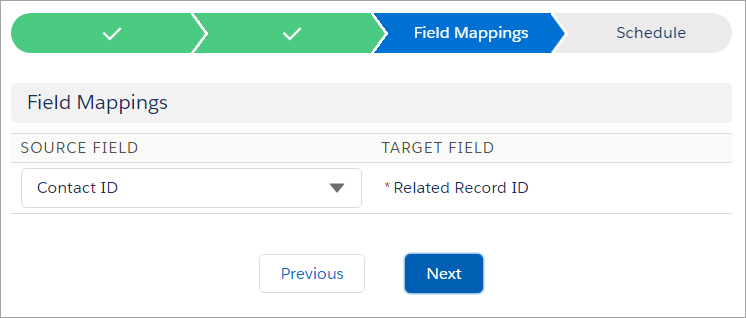 Field Mappings
Schedule
Field Mappings
SOURCE FIELD
TARGET FIELD
Contact ID
* Related Record ID
Previous
Next